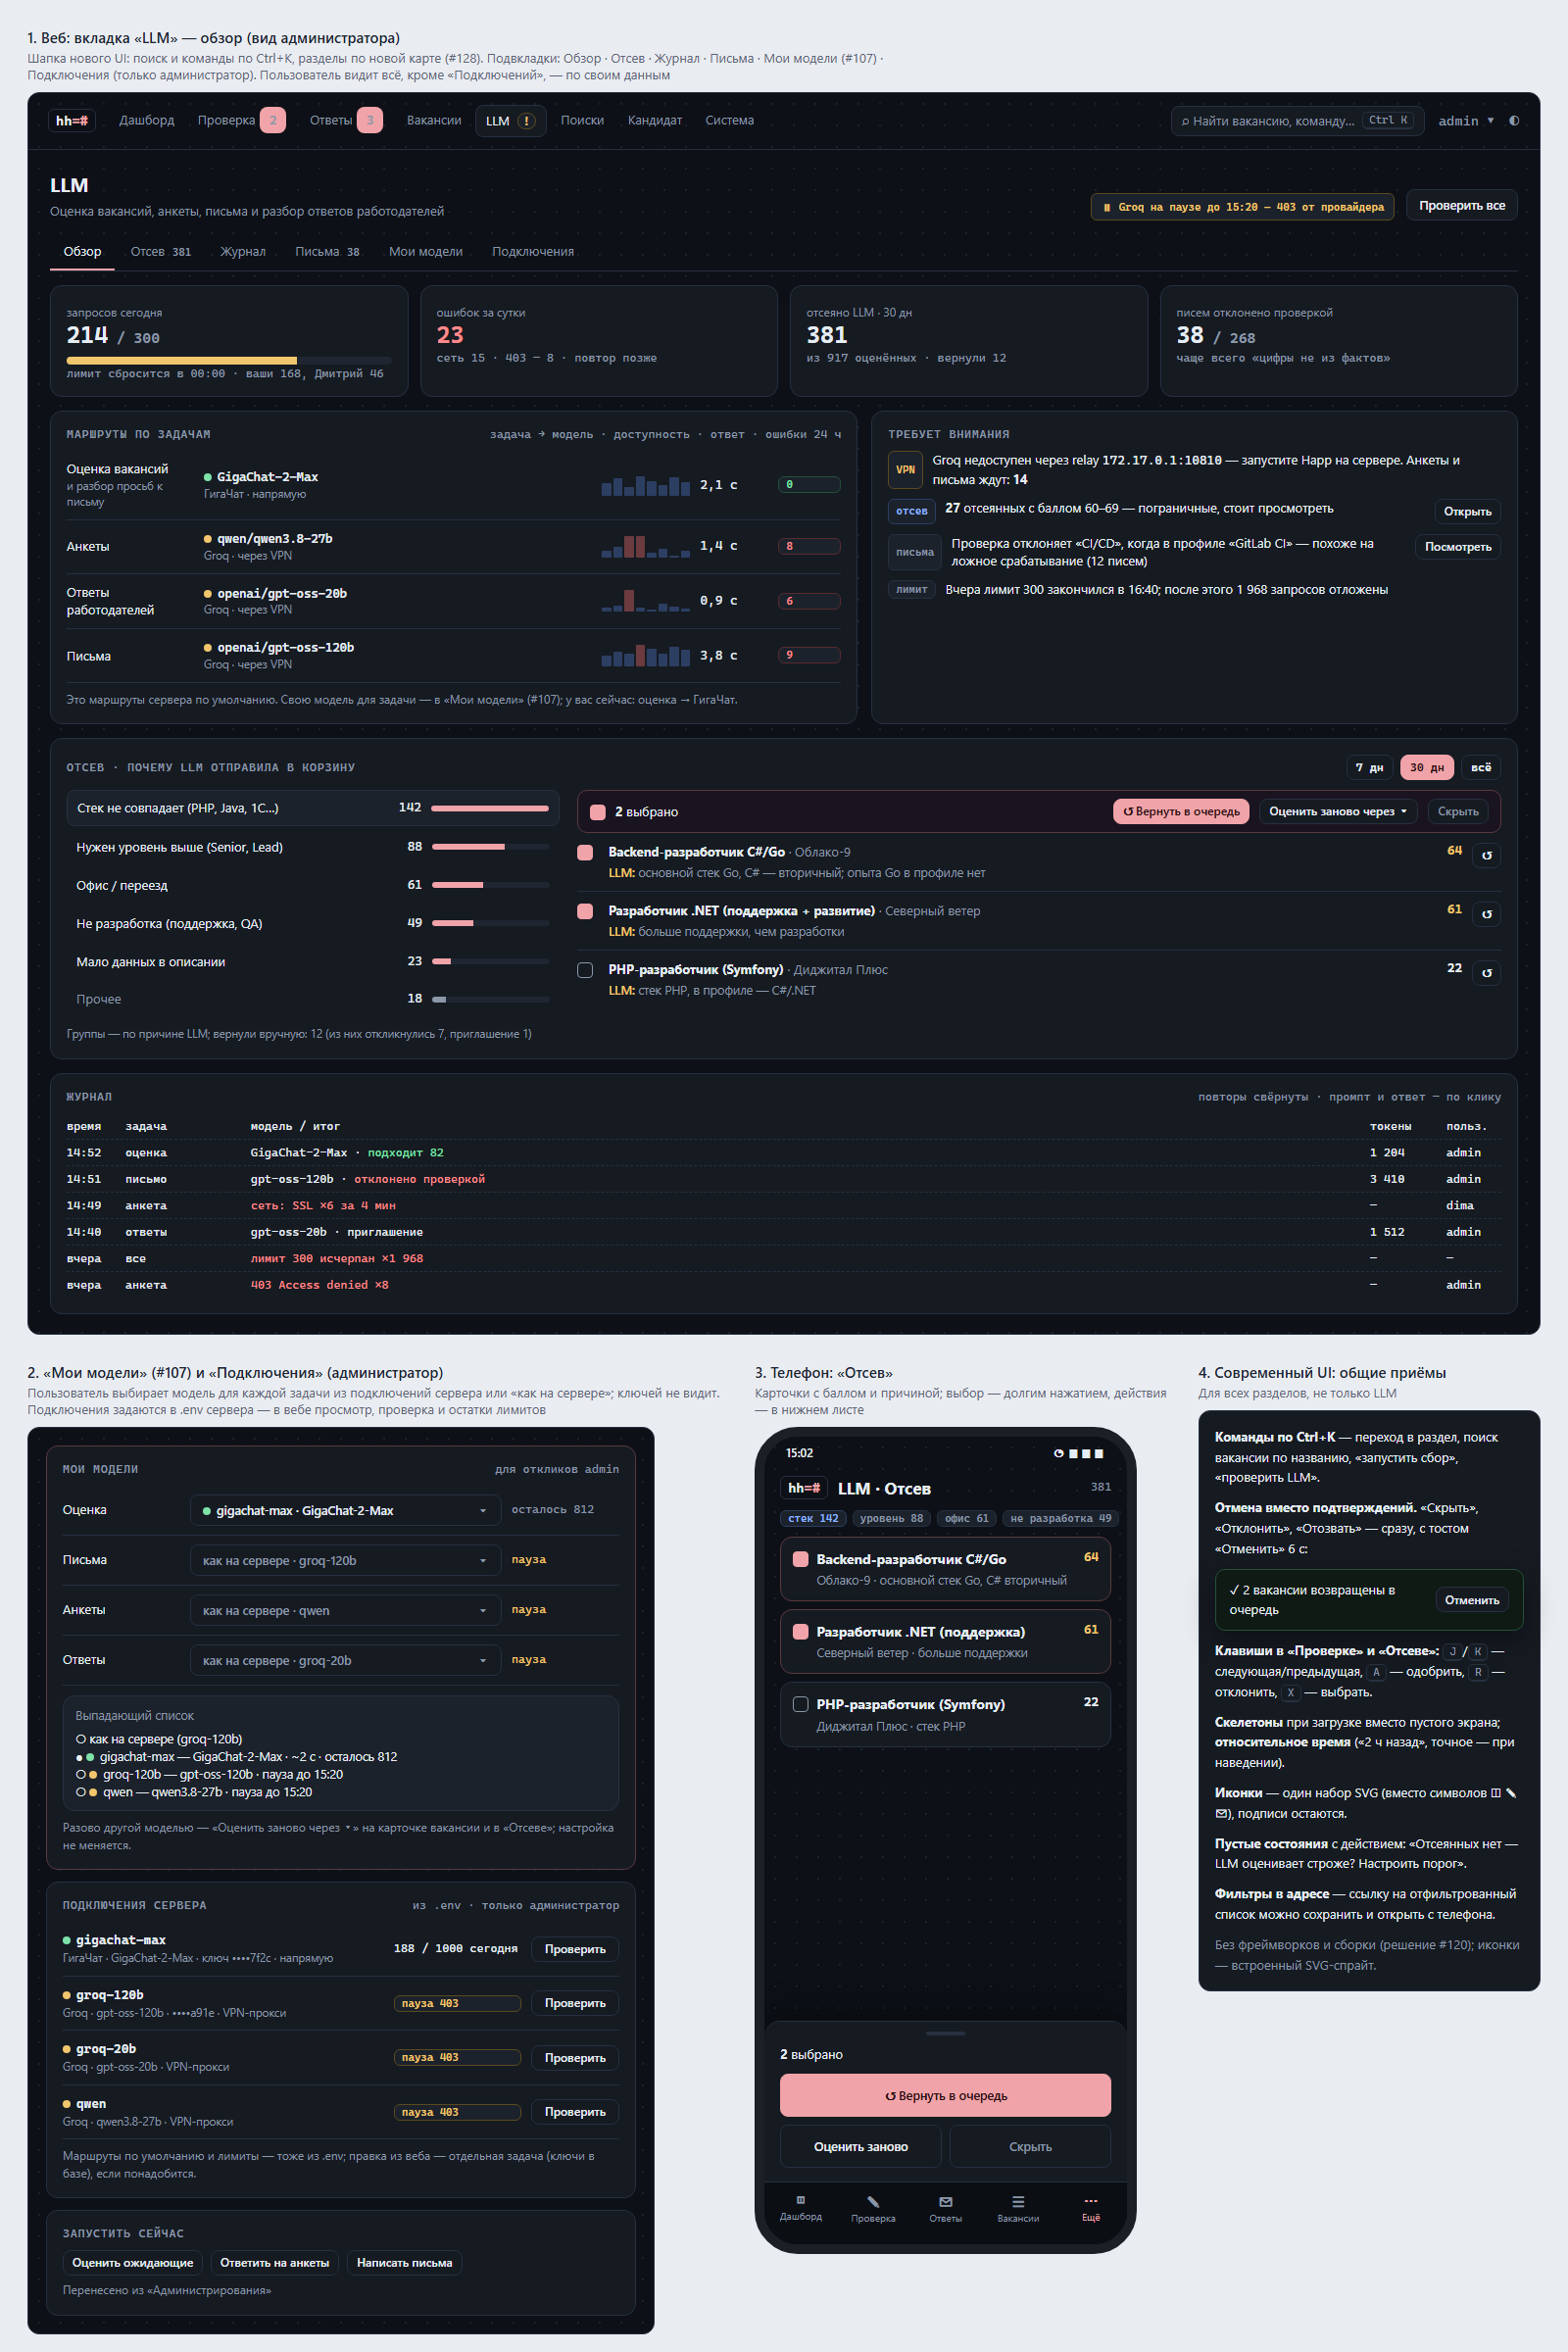 1. Веб: вкладка «LLM» — обзор (вид администратора)
Шапка нового UI: поиск и команды по Ctrl+K, разделы по новой карте (#128). Подвкладки: Обзор · Отсев · Журнал · Письма · Мои модели (#107) ·
Подключения (только администратор). Пользователь видит всё, кроме «Подключений», — по своим данным
hh=# Дашборд Проверка 2 Ответы 3 Вакансии LLM ! Поиски Кандидат Система Найти вакансию, команду... Ctrl K admin ▾ ◐
LLM
Оценка вакансий, анкеты, письма и разбор ответов работодателей
⏸ Groq на паузе до 15:20 — 403 от провайдера Проверить все
Обзор Отсев 381 Журнал Письма 38 Мои модели Подключения
запросов сегодня
214 / 300
лимит сбросится в 00:00 · ваши 168, Дмитрий 46
ошибок за сутки
23
сеть 15 · 403 — 8 · повтор позже
отсеяно LLM · 30 дн
381
из 917 оценённых · вернули 12
писем отклонено проверкой
38 / 268
чаще всего «цифры не из фактов»
МАРШРУТЫ ПО ЗАДАЧАМ задача → модель · доступность · ответ · ошибки 24 ч
Оценка вакансий
и разбор просьб к
письму
GigaChat-2-Max
ГигаЧат · напрямую
2,1 с 0
Анкеты
qwen/qwen3.8-27b
Groq · через VPN
1,4 с 8
Ответы
работодателей
openai/gpt-oss-20b
Groq · через VPN
0,9 с 6
Письма
openai/gpt-oss-120b
Groq · через VPN
3,8 с 9
Это маршруты сервера по умолчанию. Свою модель для задачи — в «Мои модели» (#107); у вас сейчас: оценка → ГигаЧат.
ТРЕБУЕТ ВНИМАНИЯ
VPN
Groq недоступен через relay 172.17.0.1:10810 — запустите Happ на сервере. Анкеты и
письма ждут: 14
отсев 27 отсеянных с баллом 60–69 — пограничные, стоит просмотреть Открыть
письма
Проверка отклоняет «CI/CD», когда в профиле «GitLab CI» — похоже на
ложное срабатывание (12 писем)
Посмотреть
лимит Вчера лимит 300 закончился в 16:40; после этого 1 968 запросов отложены
ОТСЕВ · ПОЧЕМУ LLM ОТПРАВИЛА В КОРЗИНУ 7 дн 30 дн всё
Стек не совпадает (PHP, Java, 1С...) 142
Нужен уровень выше (Senior, Lead) 88
Офис / переезд 61
Не разработка (поддержка, QA) 49
Мало данных в описании 23
Прочее 18
Группы — по причине LLM; вернули вручную: 12 (из них откликнулись 7, приглашение 1)
2 выбрано ↺ Вернуть в очередь Оценить заново через ▾ Скрыть
Backend-разработчик C#/Go · Облако-9 64 ↺
LLM: основной стек Go, C# — вторичный; опыта Go в профиле нет
Разработчик .NET (поддержка + развитие) · Северный ветер 61 ↺
LLM: больше поддержки, чем разработки
PHP-разработчик (Symfony) · Диджитал Плюс 22 ↺
LLM: стек PHP, в профиле — C#/.NET
ЖУРНАЛ повторы свёрнуты · промпт и ответ — по клику
время задача модель / итог токены польз.
14:52 оценка GigaChat-2-Max · подходит 82 1 204 admin
14:51 письмо gpt-oss-120b · отклонено проверкой 3 410 admin
14:49 анкета сеть: SSL ×6 за 4 мин — dima
14:40 ответы gpt-oss-20b · приглашение 1 512 admin
вчера все лимит 300 исчерпан ×1 968 — —
вчера анкета 403 Access denied ×8 — admin
2. «Мои модели» (#107) и «Подключения» (администратор)
Пользователь выбирает модель для каждой задачи из подключений сервера или «как на сервере»; ключей не видит.
Подключения задаются в .env сервера — в вебе просмотр, проверка и остатки лимитов
МОИ МОДЕЛИ для откликов admin
Оценка gigachat-max · GigaChat-2-Max ▾ осталось 812
Письма как на сервере · groq-120b ▾ пауза
Анкеты как на сервере · qwen ▾ пауза
Ответы как на сервере · groq-20b ▾ пауза
Выпадающий список
○ как на сервере (groq-120b)
● gigachat-max — GigaChat-2-Max · ~2 с · осталось 812
○ groq-120b — gpt-oss-120b · пауза до 15:20
○ qwen — qwen3.8-27b · пауза до 15:20
Разово другой моделью — «Оценить заново через ▾» на карточке вакансии и в «Отсеве»; настройка
не меняется.
ПОДКЛЮЧЕНИЯ СЕРВЕРА из .env · только администратор
gigachat-max
ГигаЧат · GigaChat-2-Max · ключ ••••7f2c · напрямую
188 / 1000 сегодня Проверить
groq-120b
Groq · gpt-oss-120b · ••••a91e · VPN-прокси
пауза 403 Проверить
groq-20b
Groq · gpt-oss-20b · VPN-прокси
пауза 403 Проверить
qwen
Groq · qwen3.8-27b · VPN-прокси
пауза 403 Проверить
Маршруты по умолчанию и лимиты — тоже из .env; правка из веба — отдельная задача (ключи в
базе), если понадобится.
ЗАПУСТИТЬ СЕЙЧАС
Оценить ожидающие Ответить на анкеты Написать письма
Перенесено из «Администрирования»
3. Телефон: «Отсев»
Карточки с баллом и причиной; выбор — долгим нажатием, действия
— в нижнем листе
15:02
hh=# LLM · Отсев 381
стек 142 уровень 88 офис 61 не разработка 49
Backend-разработчик C#/Go 64
Облако-9 · основной стек Go, C# вторичный
Разработчик .NET (поддержка) 61
Северный ветер · больше поддержки
PHP-разработчик (Symfony) 22
Диджитал Плюс · стек PHP
2 выбрано
↺ Вернуть в очередь
Оценить заново Скрыть
Дашборд Проверка Ответы Вакансии Ещё
4. Современный UI: общие приёмы
Для всех разделов, не только LLM
Команды по Ctrl+K — переход в раздел, поиск
вакансии по названию, «запустить сбор»,
«проверить LLM».
Отмена вместо подтверждений. «Скрыть»,
«Отклонить», «Отозвать» — сразу, с тостом
«Отменить» 6 с:
✓ 2 вакансии возвращены в
очередь
Отменить
Клавиши в «Проверке» и «Отсеве»: J / K —
следующая/предыдущая, A — одобрить, R —
отклонить, X — выбрать.
Скелетоны при загрузке вместо пустого экрана;
относительное время («2 ч назад», точное — при
наведении).
Иконки — один набор SVG (вместо символов ◫ ✎
✉), подписи остаются.
Пустые состояния с действием: «Отсеянных нет —
LLM оценивает строже? Настроить порог».
Фильтры в адресе — ссылку на отфильтрованный
список можно сохранить и открыть с телефона.
Без фреймворков и сборки (решение #120); иконки
— встроенный SVG-спрайт.